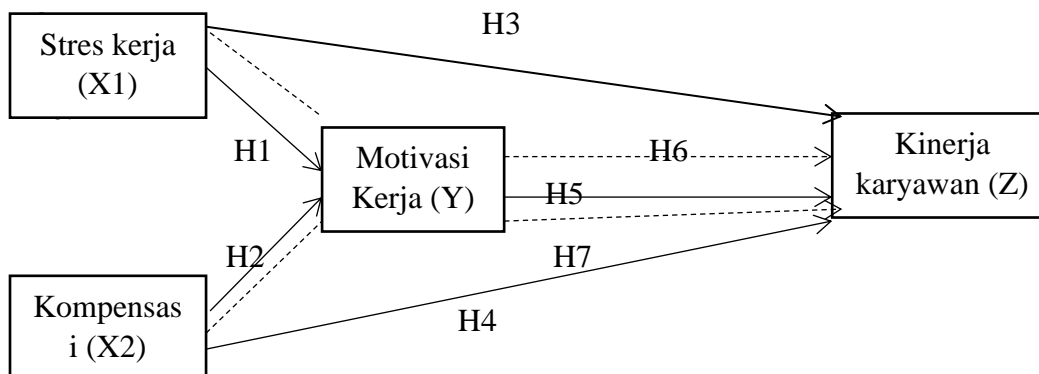 H3
Stres kerja
(X1)
H1
Motivasi
Kerja (Y)
H6
Kinerja
karyawan (Z)
H5
H2
H7
Kompensas
i (X2)
H4